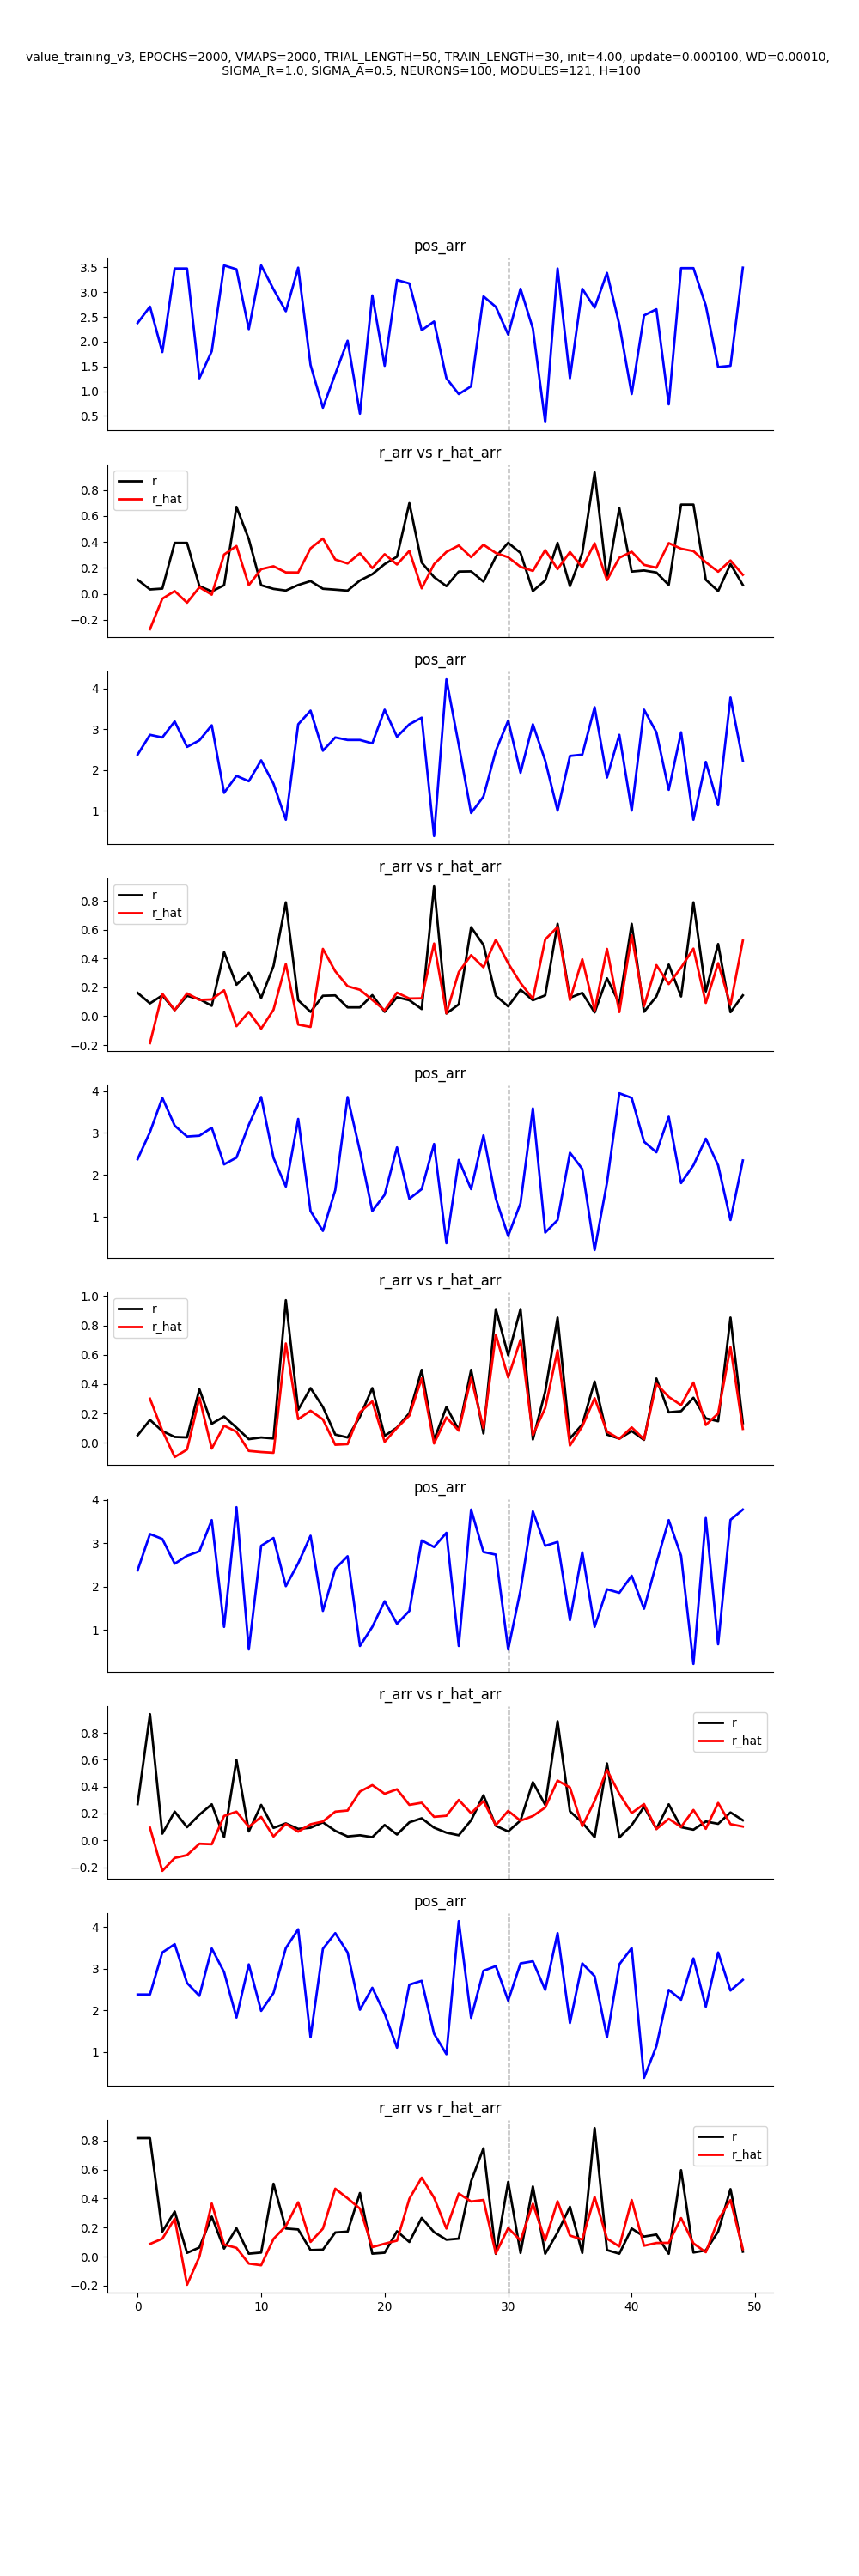 value_training_v3, EPOCHS=2000, VMAPS=2000, TRIAL_LENGTH=50, TRAIN_LENGTH=30, init=4.00, update=0.000100, WD=0.00010,
SIGMA_R=1.0, SIGMA_A=0.5, NEURONS=100, MODULES=121, H=100
pos_arr
3.5
3.0
2.5
2.0
1.5
1.0
0.5
r_arr vs r_hat_arr
r
r_hat
0.8
0.6
0.4
0.2
0.0
−0.2
pos_arr
4
3
2
1
r_arr vs r_hat_arr
r
r_hat
0.8
0.6
0.4
0.2
0.0
−0.2
pos_arr
4
3
2
1
r_arr vs r_hat_arr
r
r_hat
1.0
0.8
0.6
0.4
0.2
0.0
pos_arr
4
3
2
1
r_arr vs r_hat_arr
r
r_hat
0.8
0.6
0.4
0.2
0.0
−0.2
pos_arr
4
3
2
1
r_arr vs r_hat_arr
r
r_hat
0.8
0.6
0.4
0.2
0.0
−0.2
0 10 20 30 40 50